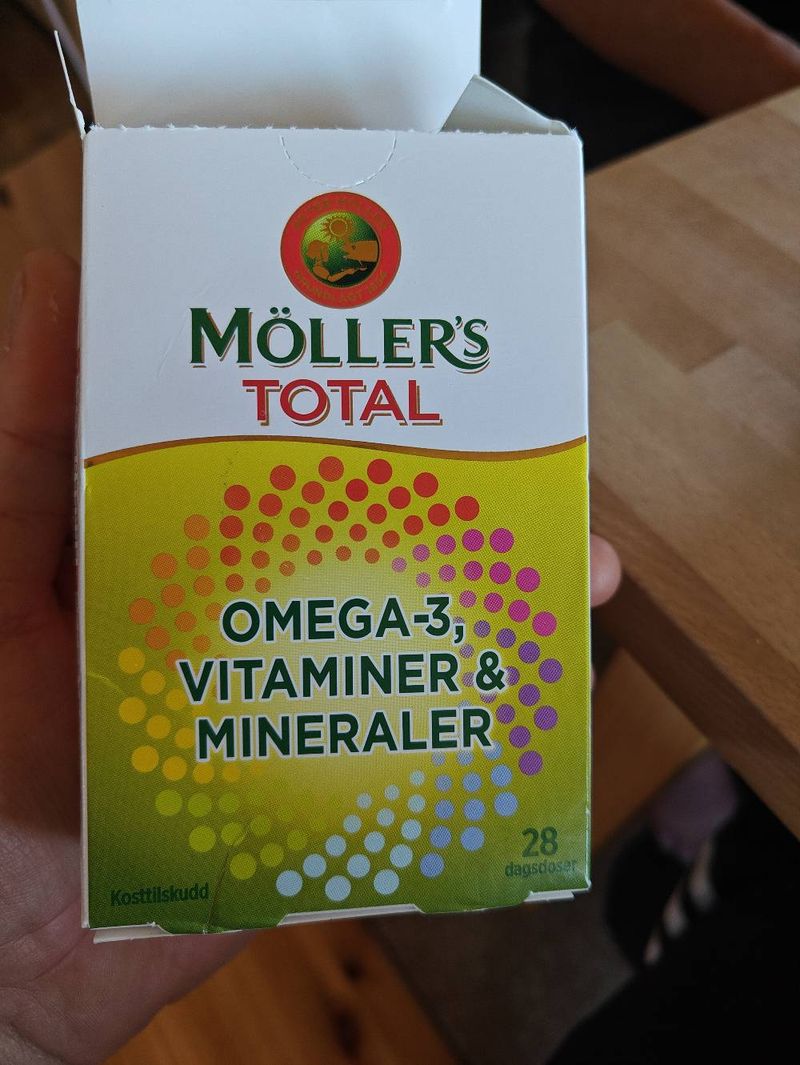 MÖLLER'S
TOTAL
OMEGA-3,
VITAMINER &
MINERALER
28
dagsdoser
Kosttilskudd